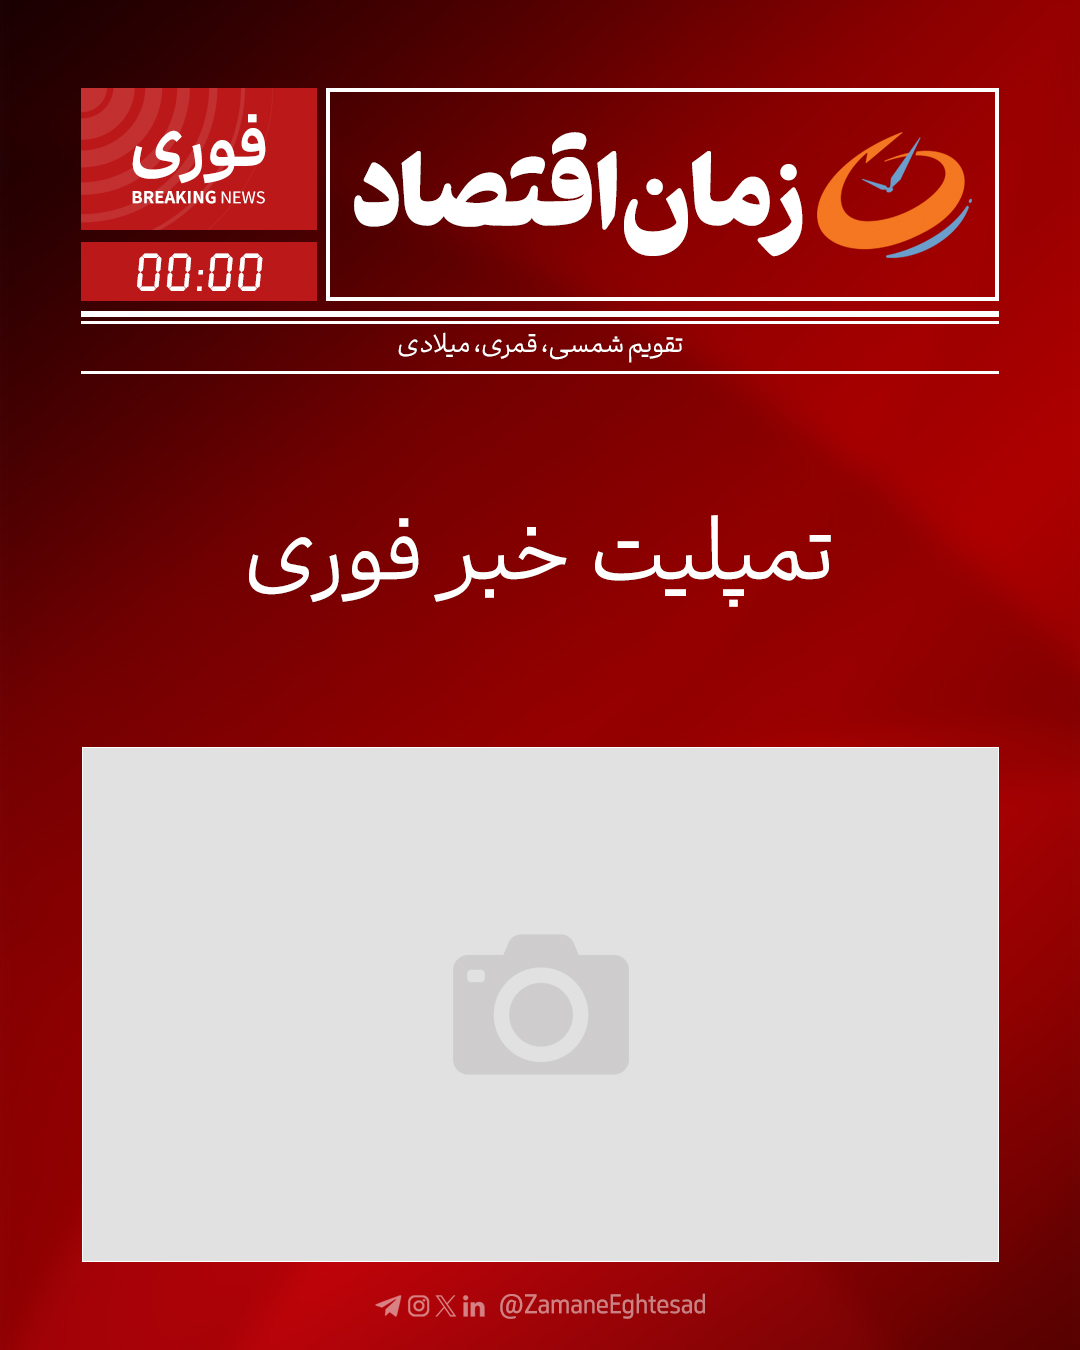 زمان اقتصاد
فوری
BREAKING NEWS
00:00
تقویم شمسی، قمری، میلادی
تمپلیت خبر فوری
@ZamaneEghtesad